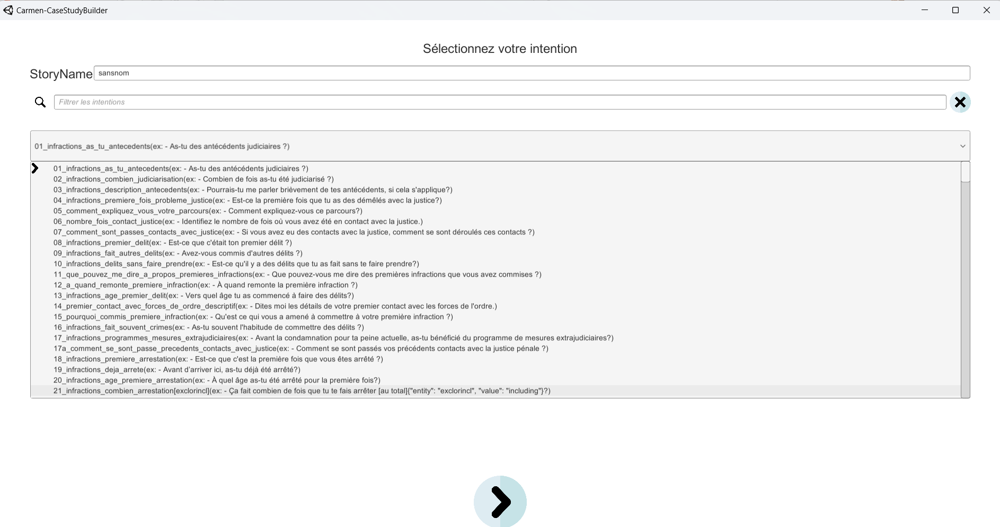 Carmen-CaseStudyBuilder
Sélectionnez votre intention
StoryName sansnom
Filtrer les intentions
01_infractions_as_tu_antecedents(ex: - As-tu des antécédents judiciaires ?)
01_infractions_as_tu_antecedents(ex: - As-tu des antécédents judiciaires ?)
02_infractions_combien_judiciarisation(ex: - Combien de fois as-tu été judiciarisé ?)
03_infractions_description_antecedents(ex: - Pourrais-tu me parler brièvement de tes antécédents, si cela s'applique?)
04_infractions_premiere_fois_probleme_justice(ex: - Est-ce la première fois que tu as des démêlés avec la justice?)
05_comment_expliquez_vous_votre_parcours(ex: - Comment expliquez-vous ce parcours?)
06_nombre_fois_contact_justice(ex: - Identifiez le nombre de fois où vous avez été en contact avec la justice.)
07_comment_sont_passes_contacts_avec_justice(ex: - Si vous avez eu des contacts avec la justice, comment se sont déroulés ces contacts ?)
08_infractions_premier_delit(ex: - Est-ce que c'était ton premier délit ?)
09_infractions_fait_autres_delits(ex: - Avez-vous commis d'autres délits ?)
10_infractions_delits_sans_faire_prendre(ex: - Est-ce qu'il y a des délits que tu as fait sans te faire prendre?)
11_que_pouvez_me_dire_a_propos_premieres_infractions(ex: - Que pouvez-vous me dire des premières infractions que vous avez commises ?)
12_a_quand_remonte_premiere_infraction(ex: - À quand remonte la première infraction ?)
13_infractions_age_premier_delit(ex: - Vers quel âge tu as commencé à faire des délits?)
14_premier_contact_avec_forces_de_ordre_descriptif(ex: - Dites moi les détails de votre premier contact avec les forces de l'ordre.)
15_pourquoi_commis_premiere_infraction(ex: - Qu'est ce qui vous a amené à commettre à votre première infraction ?)
16_infractions_fait_souvent_crimes(ex: - As-tu souvent l'habitude de commettre des délits ?)
17_infractions_programmes_mesures_extrajudiciaires(ex: - Avant la condamnation pour ta peine actuelle, as-tu bénéficié du programme de mesures extrajudiciaires?)
17a_comment_se_sont_passe_precedents_contacts_avec_justice(ex: - Comment se sont passés vos précédents contacts avec la justice pénale ?)
18_infractions_premiere_arrestation(ex: - Est-ce que c'est la première fois que vous êtes arrêté ?)
19_infractions_deja_arrete(ex: - Avant d'arriver ici, as-tu déjà été arrêté?)
20_infractions_age_premiere_arrestation(ex: - À quel âge as-tu été arrêté pour la première fois?)
21_infractions_combien_arrestation[exclorincl](ex: - Ça fait combien de fois que tu te fais arrêter [au total]{"entity": "exclorincl", "value": "including"}?)